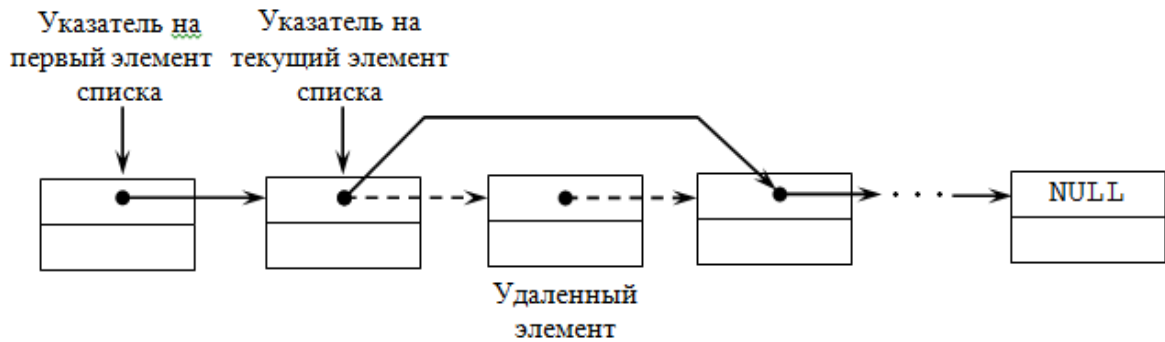 Указатель на
первый элемент
списка
Указатель на
текущий элемент
списка
NULL
Удаленный
элемент